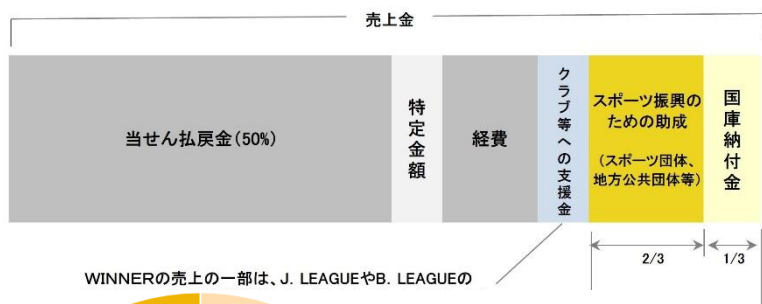 売上金
当せん払戻金(50%)
特定金額
経費
クラブ等への支援金
スポーツ振興の
ための助成
(スポーツ団体、
地方公共団体等)
国庫納付金
2/3
1/3
WINNERの売上の一部は、J. LEAGUEやB. LEAGUEの